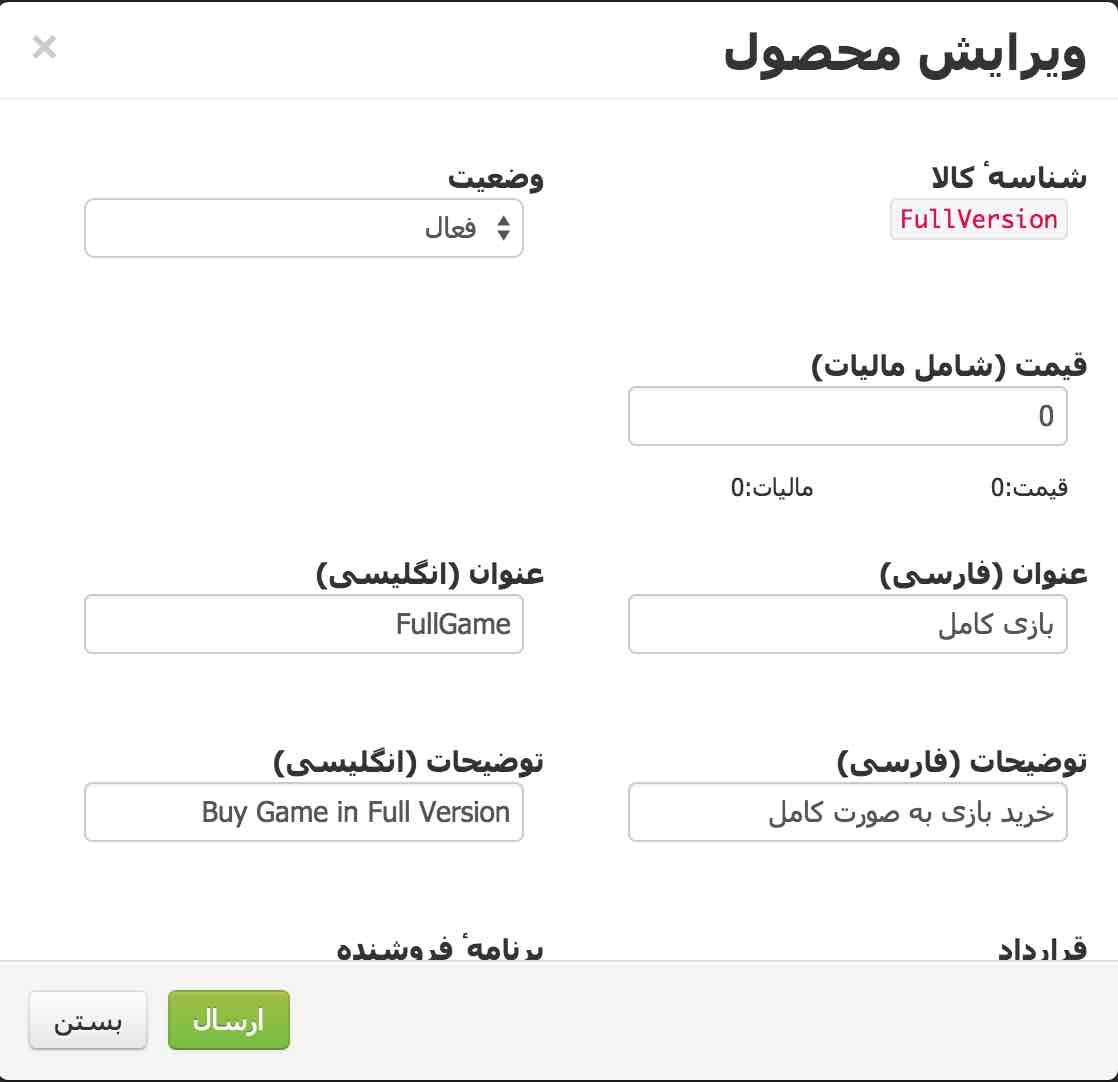 ویرایش محصول
×
شناسهٔ کالا
وضعیت
FullVersion
فعال
قیمت (شامل مالیات)
0
قیمت:0
مالیات:0
عنوان (فارسی)
عنوان (انگلیسی)
بازی کامل
FullGame
توضیحات (فارسی)
توضیحات (انگلیسی)
خرید بازی به صورت کامل
Buy Game in Full Version
قرارداد
برنامهٔ فروشنده
ارسال
بستن